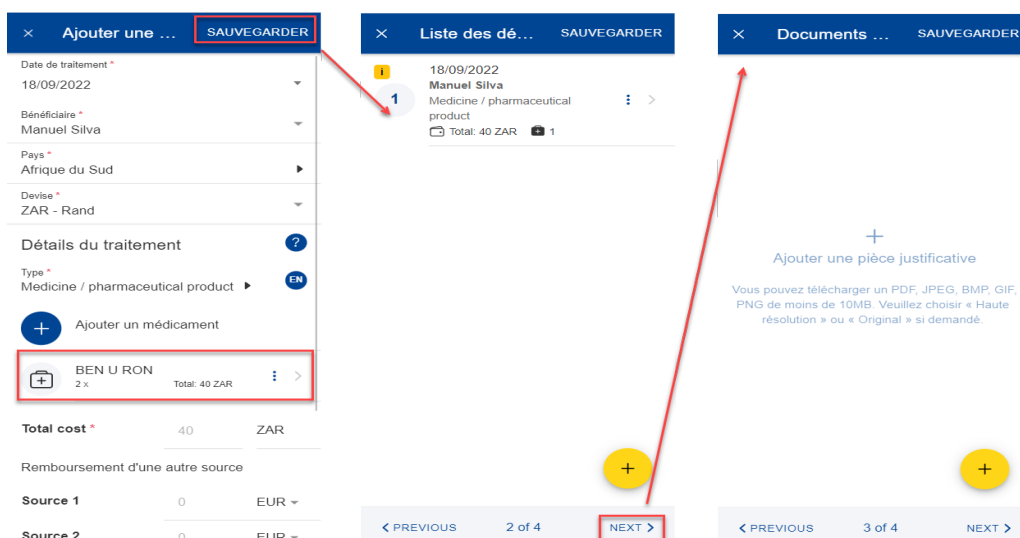 × Ajouter une ... SAUVEGARDER
Date de traitement *
18/09/2022
Bénéficiaire *
Manuel Silva
Pays *
Afrique du Sud
Devise *
ZAR - Rand
Détails du traitement ?
Type *
Medicine / pharmaceutical product EN
+ Ajouter un médicament
BEN U RON
2 x Total: 40 ZAR
Total cost * 40 ZAR
Remboursement d'une autre source
Source 1 0 EUR
Source 2 0 EUR
× Liste des dé... SAUVEGARDER
i 18/09/2022
Manuel Silva
1 Medicine / pharmaceutical
product
Total: 40 ZAR 1
+
< PREVIOUS 2 of 4 NEXT >
× Documents ... SAUVEGARDER
+
Ajouter une pièce justificative
Vous pouvez télécharger un PDF, JPEG, BMP, GIF,
PNG de moins de 10MB. Veuillez choisir « Haute
résolution » ou « Original » si demandé.
+
< PREVIOUS 3 of 4 NEXT >